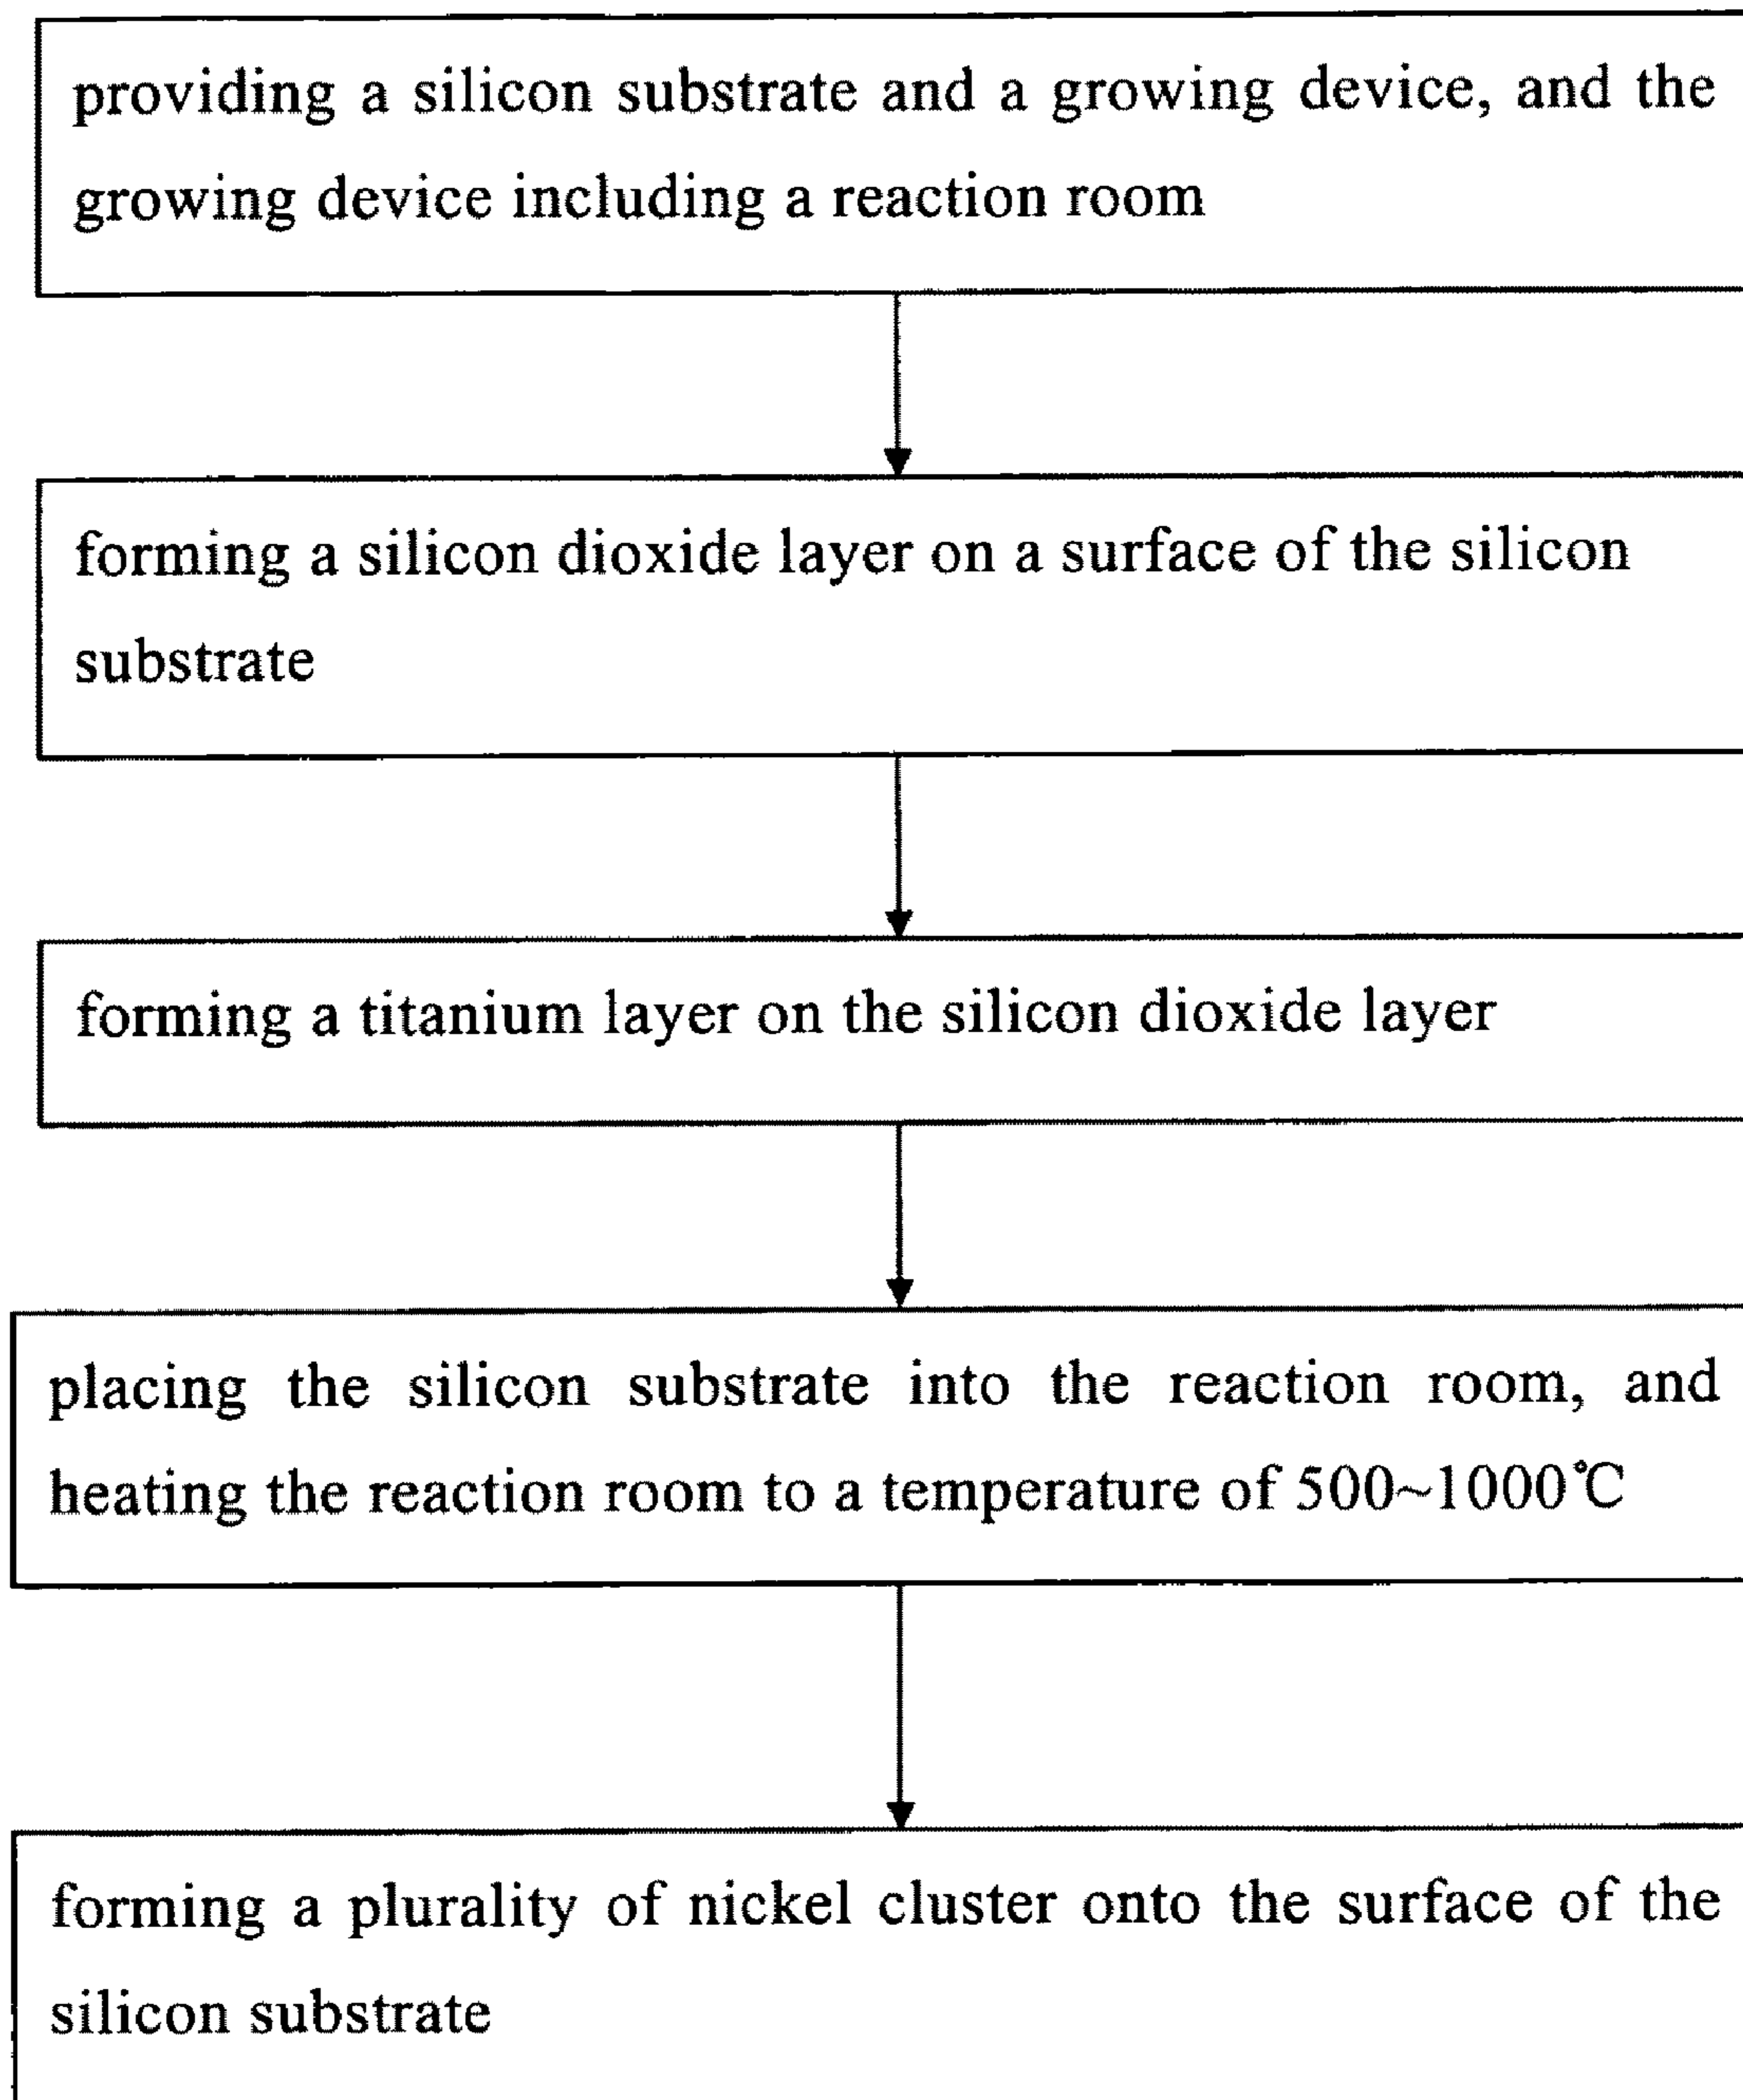 providing a silicon substrate and a growing device, and the
growing device including a reaction room
forming a silicon dioxide layer on a surface of the silicon
substrate
forming a titanium layer on the silicon dioxide layer
placing the silicon substrate into the reaction room, and
heating the reaction room to a temperature of 500~1000℃
forming a plurality of nickel cluster onto the surface of the
silicon substrate